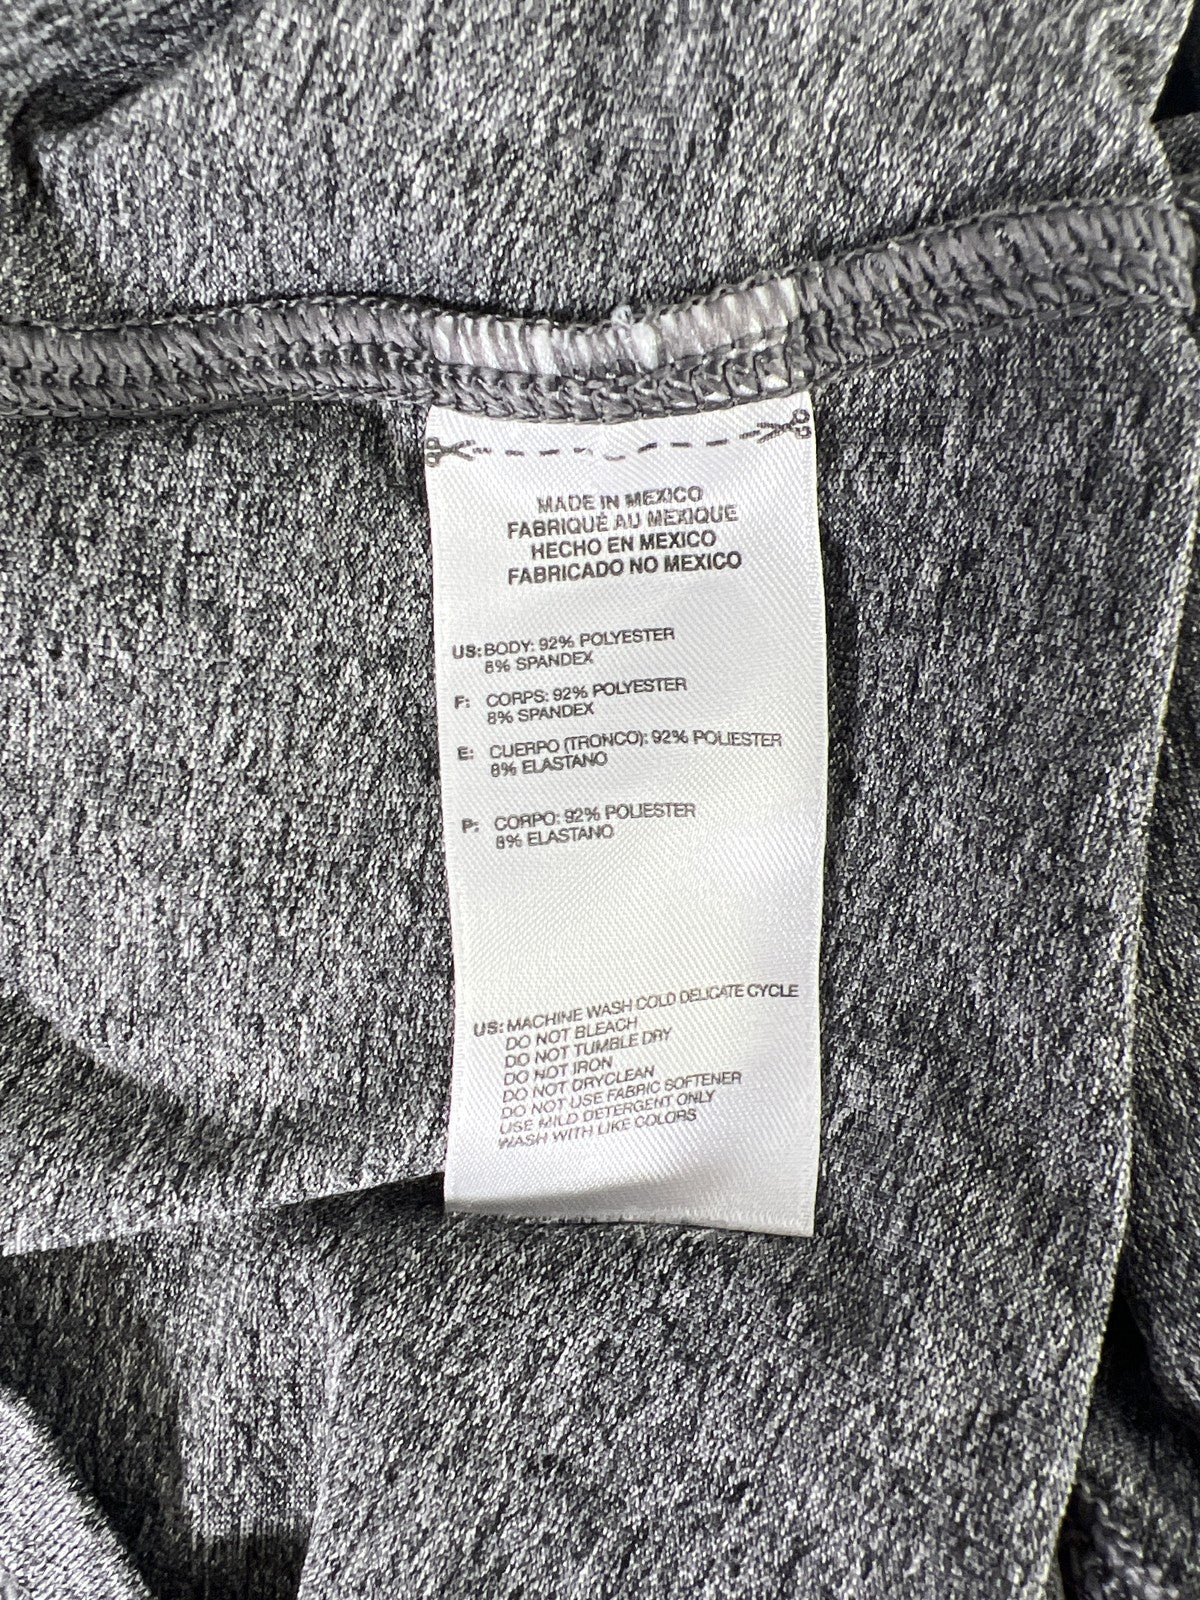 MADE IN MEXICO
FABRIQUÉ AU MEXIQUE
HECHO EN MEXICO
FABRICADO NO MEXICO
US: BODY: 92% POLYESTER
8% SPANDEX
F: CORPS: 92% POLYESTER
8% SPANDEX
E: CUERPO (TRONCO): 92% POLIESTER
8% ELASTANO
P: CORPO: 92% POLIESTER
8% ELASTANO
US: MACHINE WASH COLD DELICATE CYCLE
DO NOT BLEACH
DO NOT TUMBLE DRY
DO NOT IRON
DO NOT DRYCLEAN
DO NOT USE FABRIC SOFTENER
USE MILD DETERGENT ONLY
WASH WITH LIKE COLORS